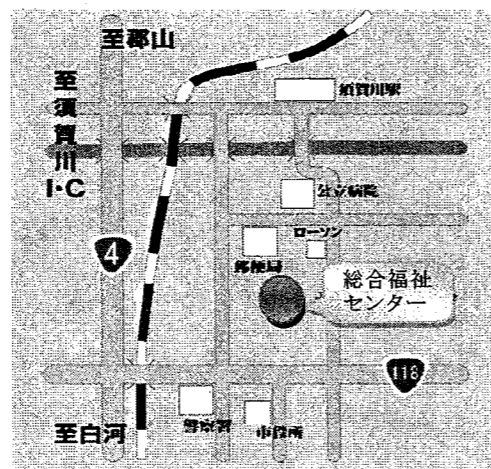 至郡山
至須賀川I・C
須賀川駅
公立病院
4
ローソン
郵便局
総合福祉
センター
118
警察署
市役所
至白河